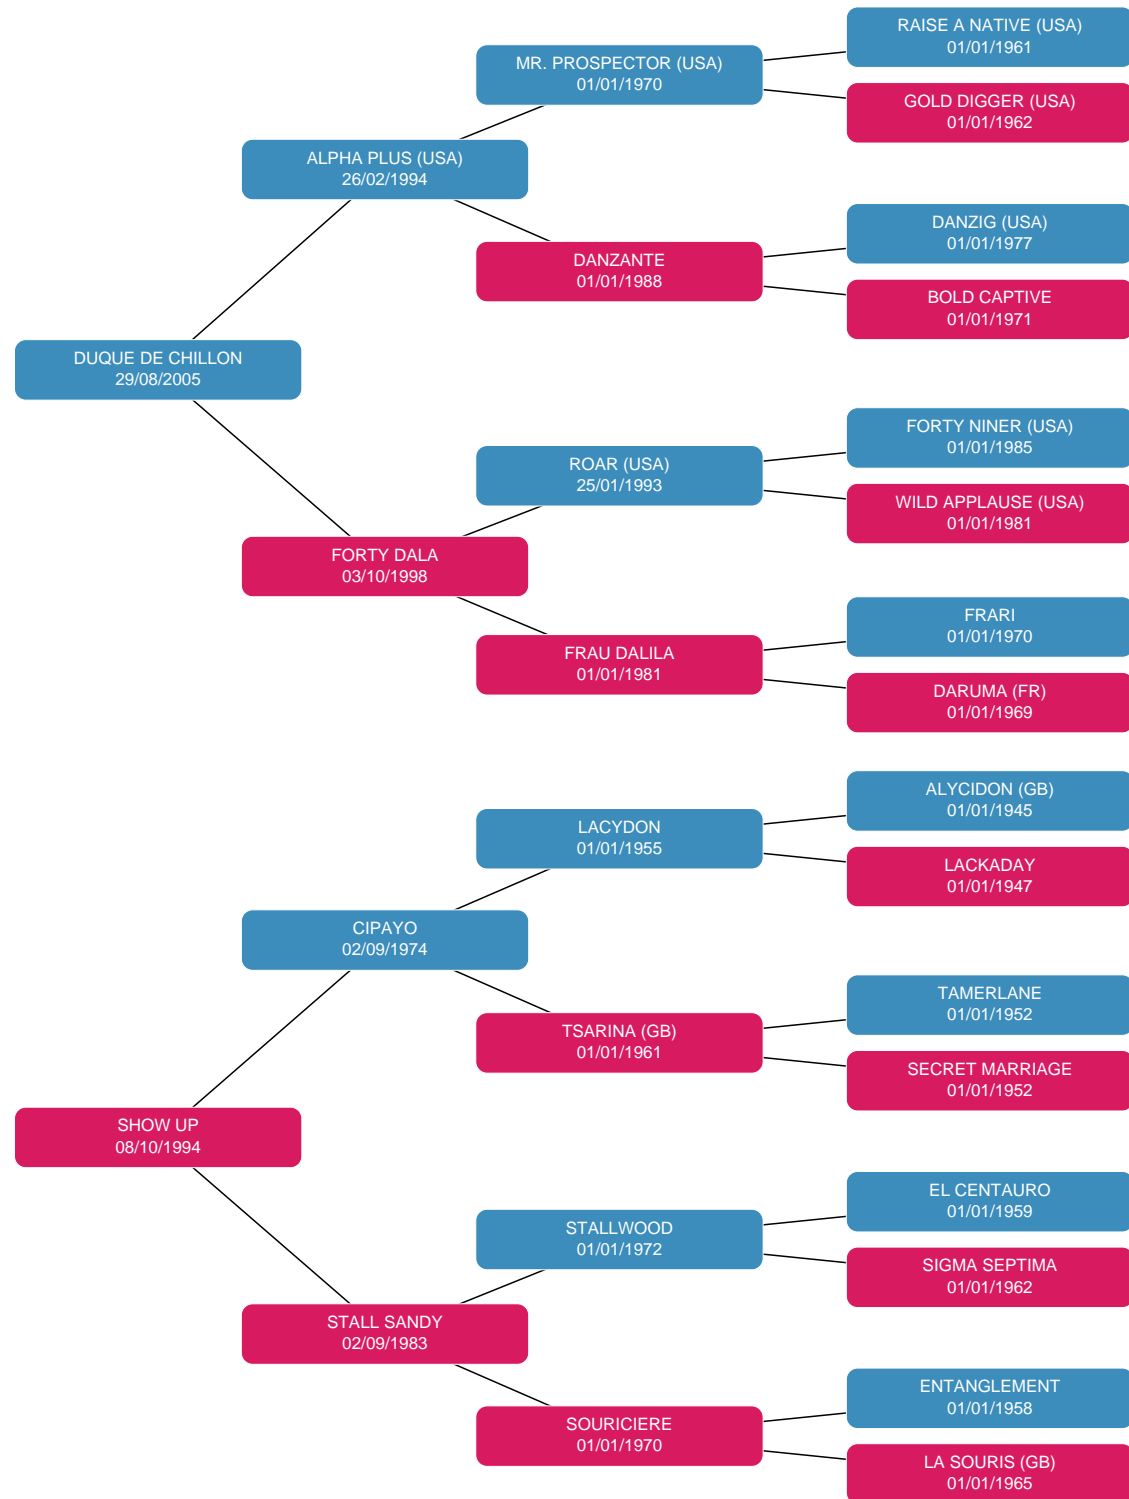 RAISE A NATIVE (USA)
01/01/1961
MR. PROSPECTOR (USA)
01/01/1970
GOLD DIGGER (USA)
01/01/1962
ALPHA PLUS (USA)
26/02/1994
DANZIG (USA)
01/01/1977
DANZANTE
01/01/1988
BOLD CAPTIVE
01/01/1971
DUQUE DE CHILLON
29/08/2005
FORTY NINER (USA)
01/01/1985
ROAR (USA)
25/01/1993
WILD APPLAUSE (USA)
01/01/1981
FORTY DALA
03/10/1998
FRARI
01/01/1970
FRAU DALILA
01/01/1981
DARUMA (FR)
01/01/1969
ALYCIDON (GB)
01/01/1945
LACYDON
01/01/1955
LACKADAY
01/01/1947
CIPAYO
02/09/1974
TAMERLANE
01/01/1952
TSARINA (GB)
01/01/1961
SECRET MARRIAGE
01/01/1952
SHOW UP
08/10/1994
EL CENTAURO
01/01/1959
STALLWOOD
01/01/1972
SIGMA SEPTIMA
01/01/1962
STALL SANDY
02/09/1983
ENTANGLEMENT
01/01/1958
SOURICIERE
01/01/1970
LA SOURIS (GB)
01/01/1965